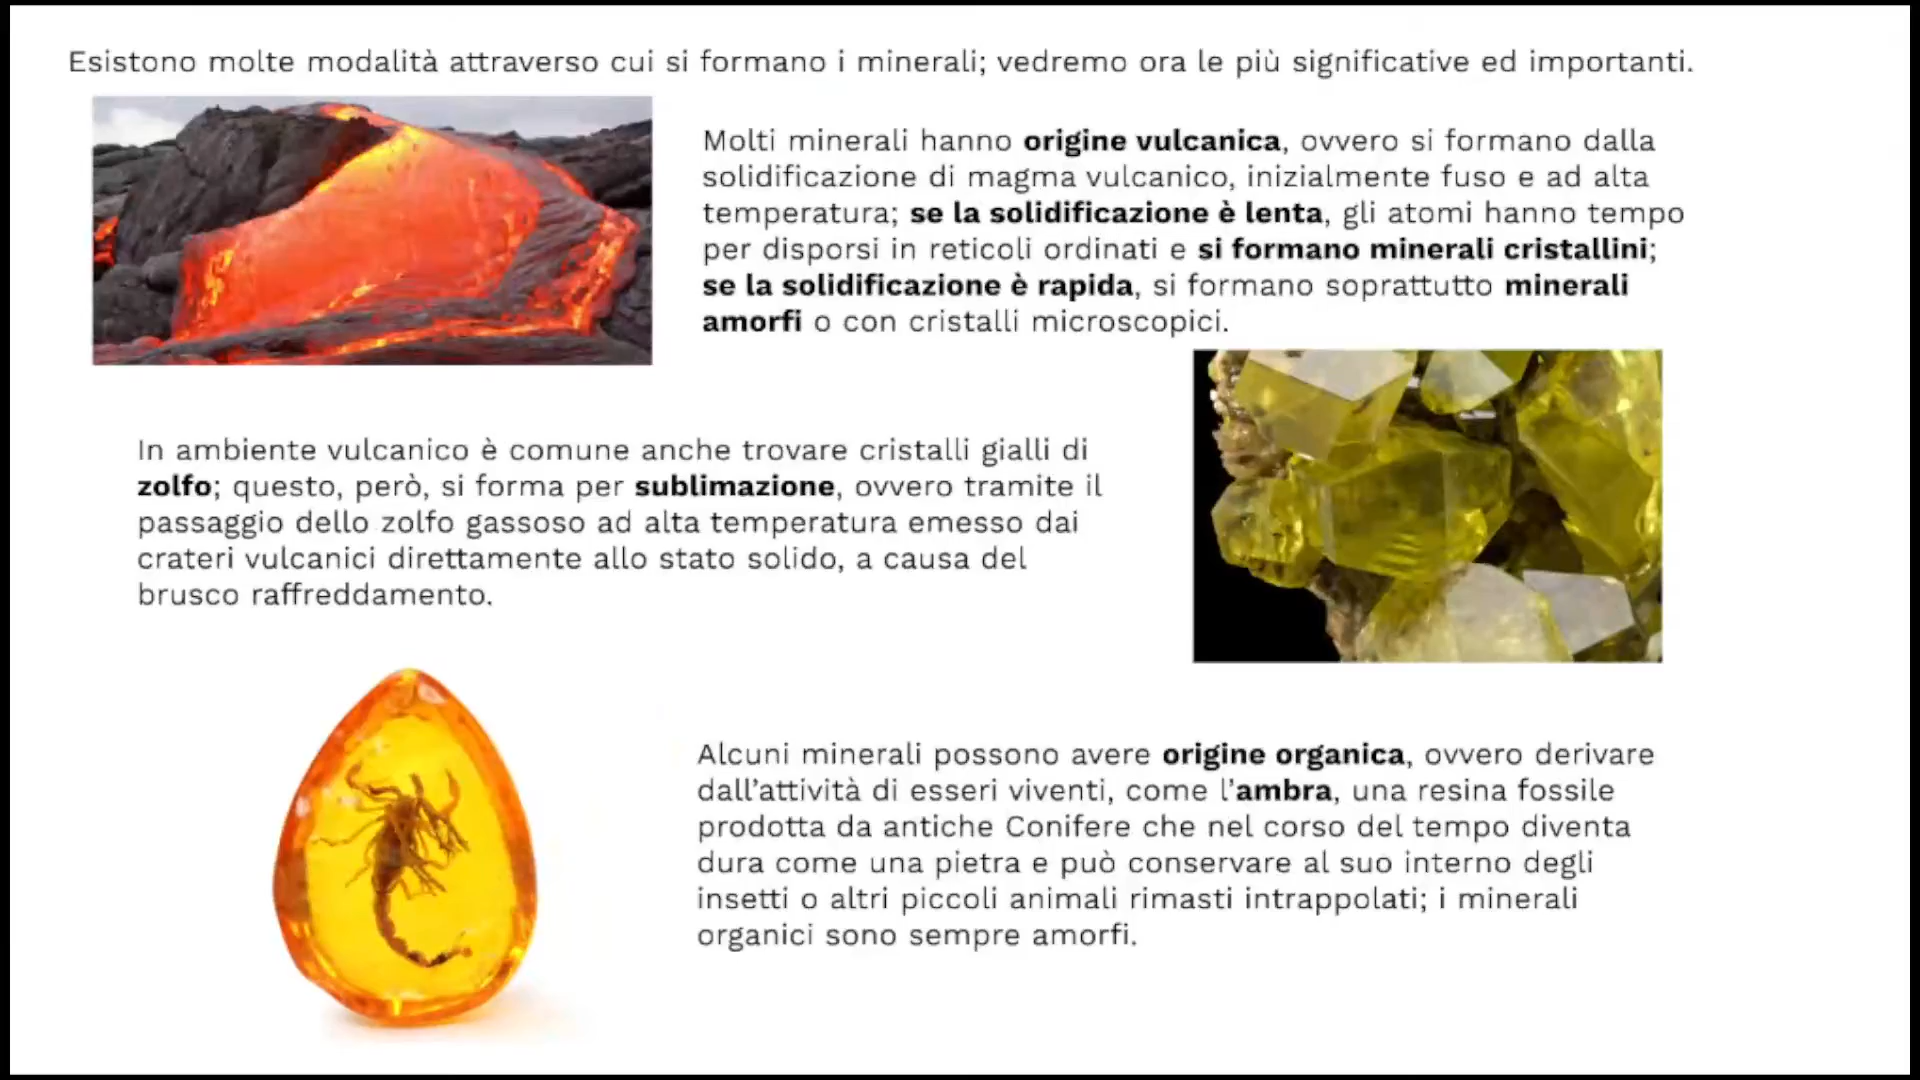 Esistono molte modalità attraverso cui si formano i minerali; vedremo ora le più significative ed importanti.
Molti minerali hanno origine vulcanica, ovvero si formano dalla
solidificazione di magma vulcanico, inizialmente fuso e ad alta
temperatura; se la solidificazione è lenta, gli atomi hanno tempo
per disporsi in reticoli ordinati e si formano minerali cristallini;
se la solidificazione è rapida, si formano soprattutto minerali
amorfi o con cristalli microscopici.
In ambiente vulcanico è comune anche trovare cristalli gialli di
zolfo; questo, però, si forma per sublimazione, ovvero tramite il
passaggio dello zolfo gassoso ad alta temperatura emesso dai
crateri vulcanici direttamente allo stato solido, a causa del
brusco raffreddamento.
Alcuni minerali possono avere origine organica, ovvero derivare
dall'attività di esseri viventi, come l'ambra, una resina fossile
prodotta da antiche Conifere che nel corso del tempo diventa
dura come una pietra e può conservare al suo interno degli
insetti o altri piccoli animali rimasti intrappolati; i minerali
organici sono sempre amorfi.